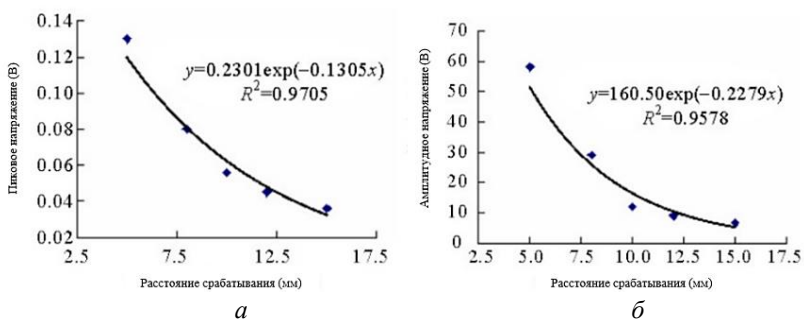 0.14
0.12
0.10
0.08
0.06
0.04
0.02
Пиковое напряжение (В)
y=0.2301exp(−0.1305x)
R²=0.9705
2.5 7.5 12.5 17.5
Расстояние срабатывания (мм)
а
70
60
50
40
30
20
10
0
Амплитудное напряжение (В)
y=160.50exp(−0.2279x)
R²=0.9578
2.5 5.0 7.5 10.0 12.5 15.0 17.5
Расстояние срабатывания (мм)
б